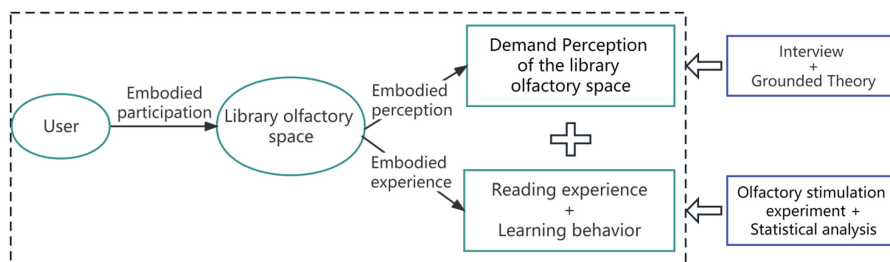 User
Embodied
participation
Library olfactory
space
Embodied
perception
Embodied
experience
Demand Perception
of the library
olfactory space
Reading experience
+
Learning behavior
Interview
+
Grounded Theory
Olfactory stimulation
experiment +
Statistical analysis